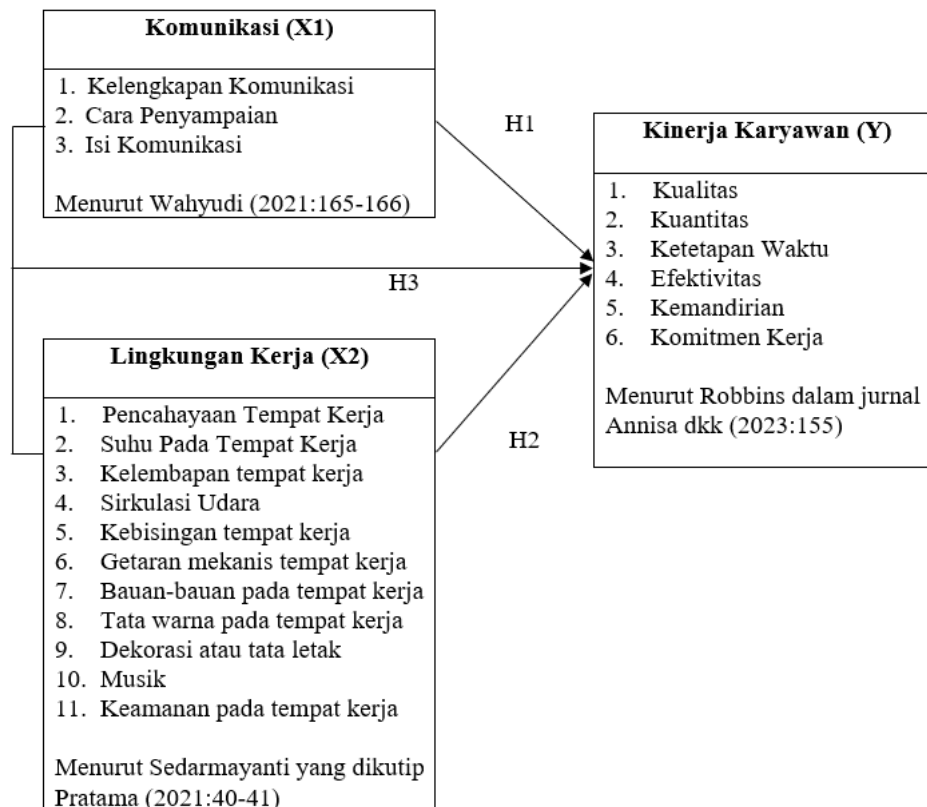 Komunikasi (X1)
1. Kelengkapan Komunikasi
2. Cara Penyampaian
3. Isi Komunikasi
Menurut Wahyudi (2021:165-166)
H1
Kinerja Karyawan (Y)
1. Kualitas
2. Kuantitas
3. Ketetapan Waktu
4. Efektivitas
5. Kemandirian
6. Komitmen Kerja
Menurut Robbins dalam jurnal
Annisa dkk (2023:155)
H3
Lingkungan Kerja (X2)
1. Pencahayaan Tempat Kerja
2. Suhu Pada Tempat Kerja
3. Kelembapan tempat kerja
4. Sirkulasi Udara
5. Kebisingan tempat kerja
6. Getaran mekanis tempat kerja
7. Bauan-bauan pada tempat kerja
8. Tata warna pada tempat kerja
9. Dekorasi atau tata letak
10. Musik
11. Keamanan pada tempat kerja
Menurut Sedarmayanti yang dikutip
Pratama (2021:40-41)
H2